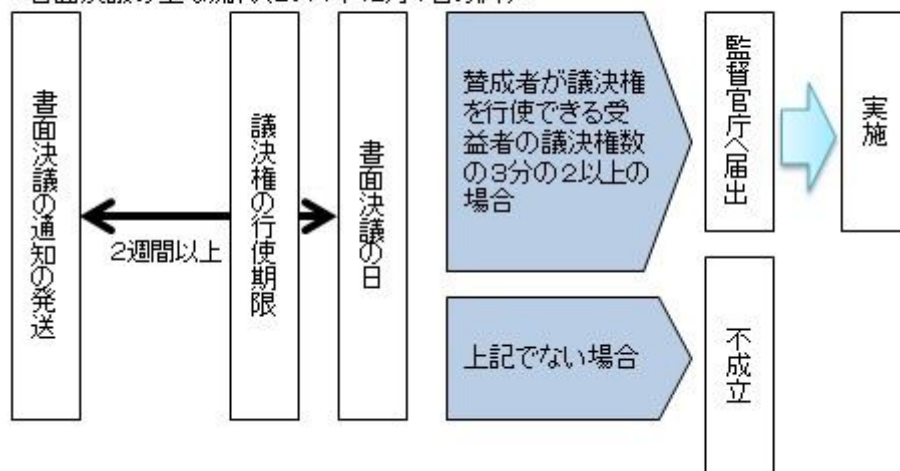 書面決議の通知の発送
2週間以上
議決権の行使期限
書面決議の日
賛成者が議決権
を行使できる受
益者の議決権数
の3分の2以上の
場合
監督官庁へ届出
実施
上記でない場合
不成立